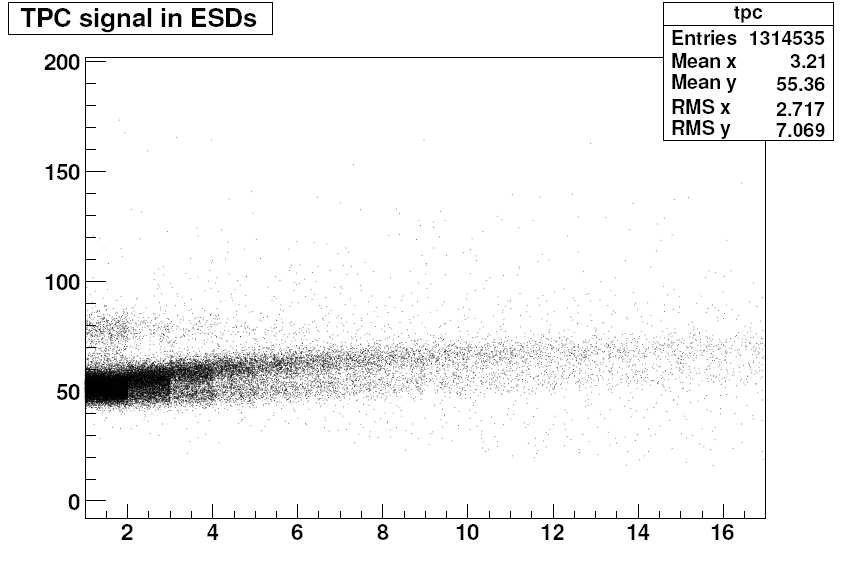 TPC signal in ESDs
tpc
Entries 1314535
Mean x 3.21
Mean y 55.36
RMS x 2.717
RMS y 7.069
200
150
100
50
0
2 4 6 8 10 12 14 16